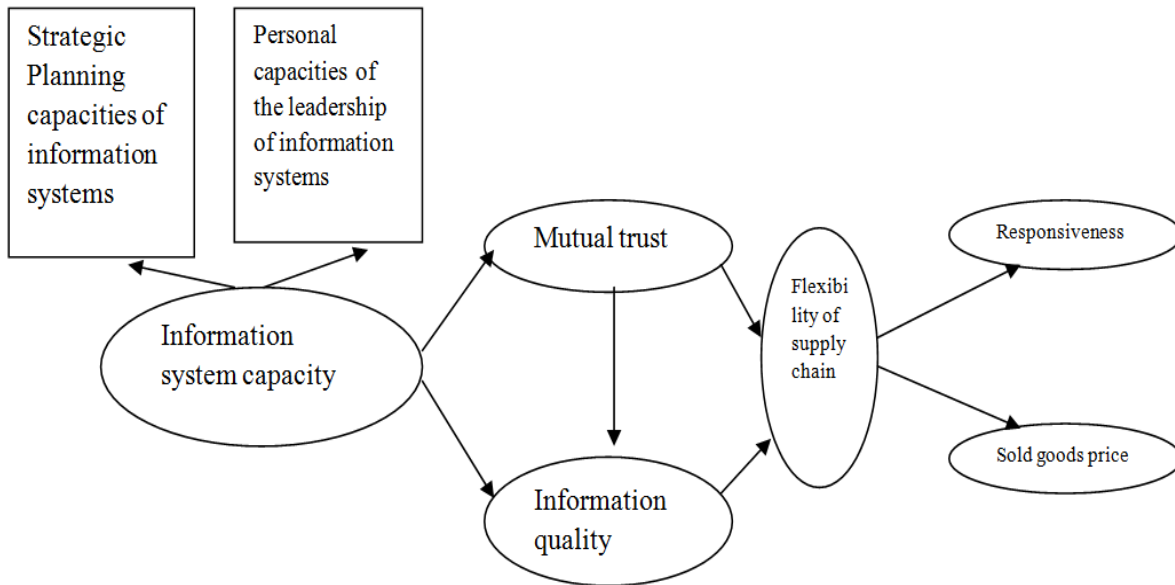 Strategic
Planning
capacities of
information
systems
Personal
capacities of
the leadership
of information
systems
Mutual trust
Responsiveness
Flexibi
lity of
supply
chain
Information
system capacity
Sold goods price
Information
quality